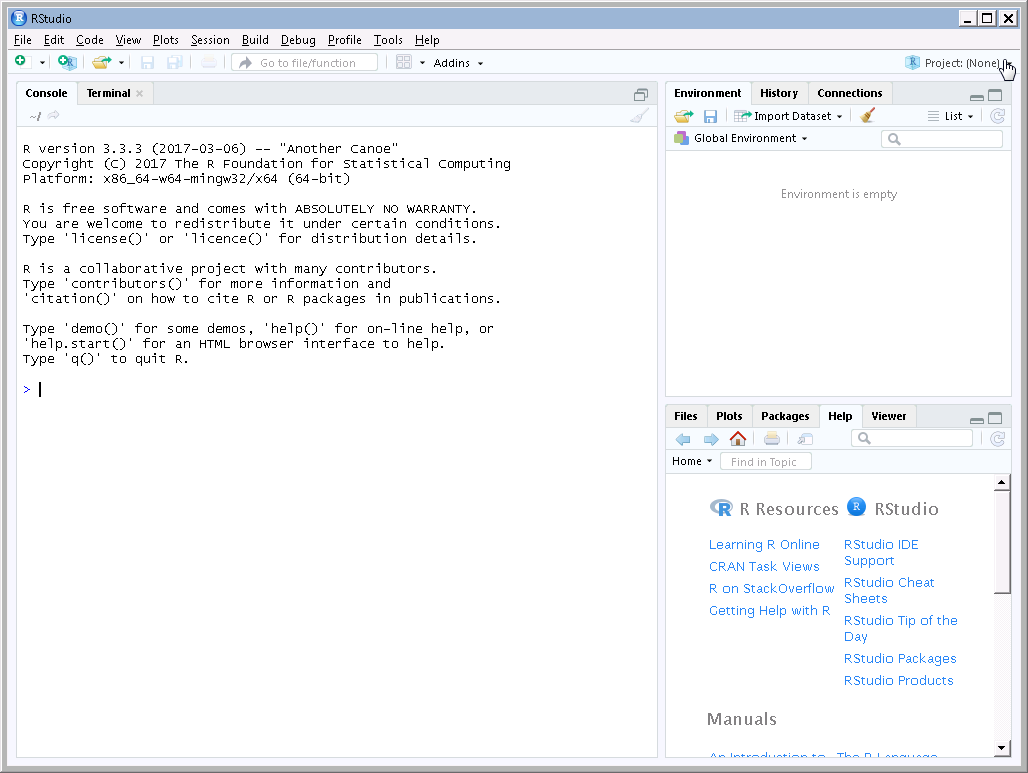 RStudio
File Edit Code View Plots Session Build Debug Profile Tools Help
Go to file/function Addins Project: (None)
Console Terminal
~/
R version 3.3.3 (2017-03-06) -- "Another Canoe"
Copyright (C) 2017 The R Foundation for Statistical Computing
Platform: x86_64-w64-mingw32/x64 (64-bit)
R is free software and comes with ABSOLUTELY NO WARRANTY.
You are welcome to redistribute it under certain conditions.
Type 'license()' or 'licence()' for distribution details.
R is a collaborative project with many contributors.
Type 'contributors()' for more information and
'citation()' on how to cite R or R packages in publications.
Type 'demo()' for some demos, 'help()' for on-line help, or
'help.start()' for an HTML browser interface to help.
Type 'q()' to quit R.
>
Environment History Connections
Import Dataset List
Global Environment
Environment is empty
Files Plots Packages Help Viewer
Home Find in Topic
R Resources
Learning R Online
CRAN Task Views
R on StackOverflow
Getting Help with R
RStudio
RStudio IDE
Support
RStudio Cheat
Sheets
RStudio Tip of the
Day
RStudio Packages
RStudio Products
Manuals
An Introduction to The R Language